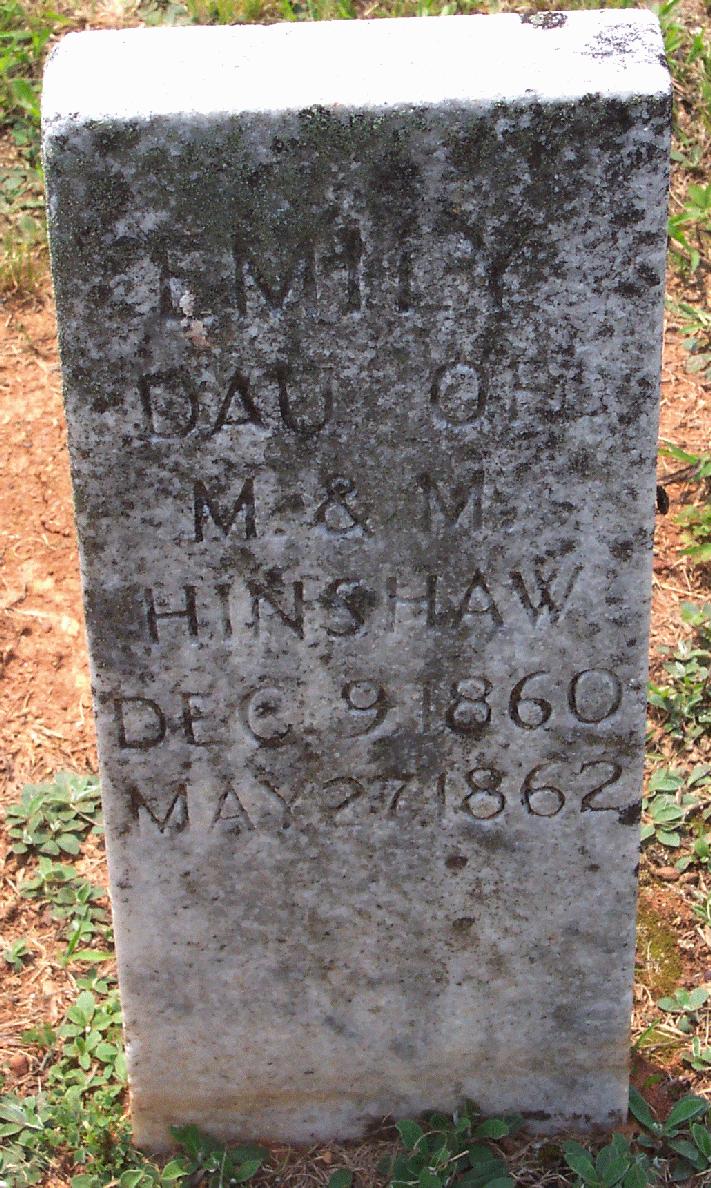 EMILY
DAU OF
M. & M.
HINSHAW
DEC. 9 1860
MAY 27 1862